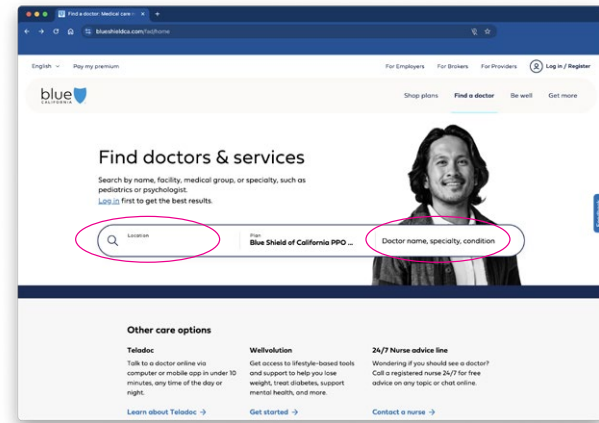 Find a doctor: Medical care
blueshieldca.com/fad/home
English Pay my premium For Employers For Brokers For Providers Log in / Register
blue
CALIFORNIA
Shop plans Find a doctor Be well Get more
Find doctors & services
Search by name, facility, medical group, or specialty, such as
pediatrics or psychologist.
Log in first to get the best results.
Location
Plan
Blue Shield of California PPO ...
Doctor name, specialty, condition
Other care options
Teladoc
Talk to a doctor online via
computer or mobile app in under 10
minutes, any time of the day or
night.
Learn about Teladoc →
Wellvolution
Get access to lifestyle-based tools
and support to help you lose
weight, treat diabetes, support
mental health, and more.
Get started →
24/7 Nurse advice line
Wondering if you should see a doctor?
Call a registered nurse 24/7 for free
advice on any topic or chat online.
Contact a nurse →